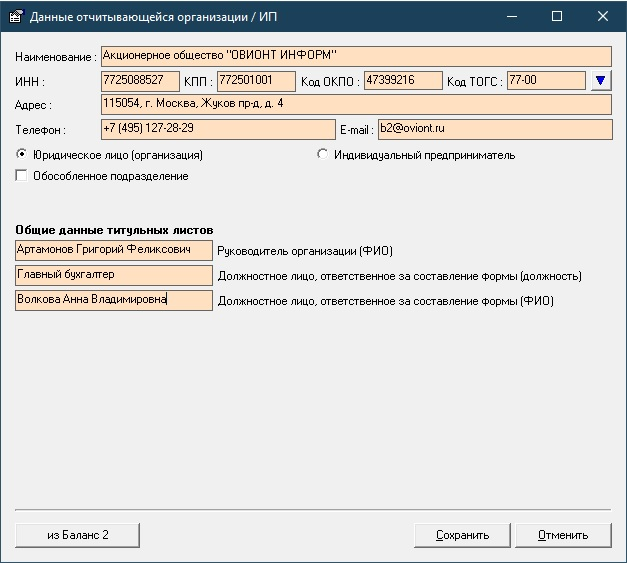 Данные отчитывающейся организации / ИП
Наименование : Акционерное общество "ОВИОНТ ИНФОРМ"
ИНН : 7725088527 КПП : 772501001 Код ОКПО : 47399216 Код ТОГС : 77-00
Адрес : 115054, г. Москва, Жуков пр-д, д. 4
Телефон : +7 (495) 127-28-29 E-mail : b2@oviont.ru
Юридическое лицо (организация) Индивидуальный предприниматель
Обособленное подразделение
Общие данные титульных листов
Артамонов Григорий Феликсович Руководитель организации (ФИО)
Главный бухгалтер Должностное лицо, ответственное за составление формы (должность)
Волкова Анна Владимировна Должностное лицо, ответственное за составление формы (ФИО)
из Баланс 2 Сохранить Отменить